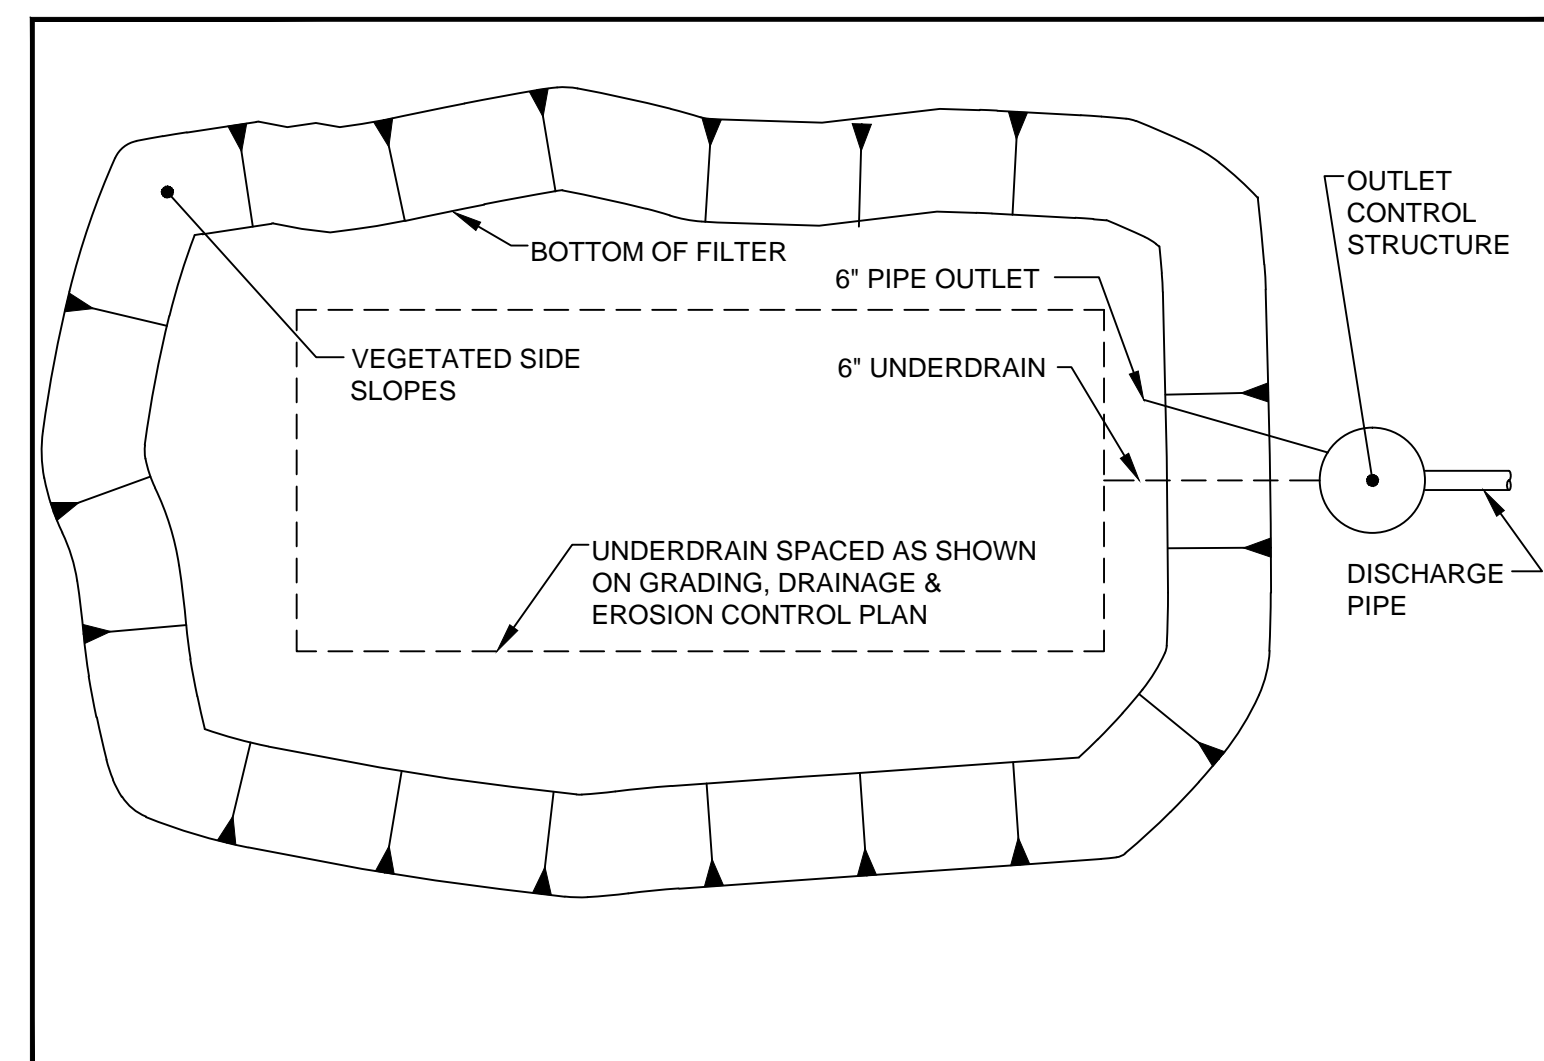 OUTLET
CONTROL
STRUCTURE
BOTTOM OF FILTER
6" PIPE OUTLET
VEGETATED SIDE
SLOPES
6" UNDERDRAIN
UNDERDRAIN SPACED AS SHOWN
ON GRADING, DRAINAGE &
EROSION CONTROL PLAN
DISCHARGE
PIPE